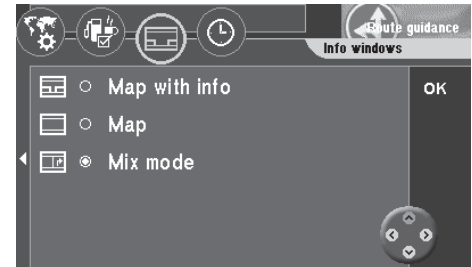 Route guidance
Info windows
Map with info
OK
Map
Mix mode